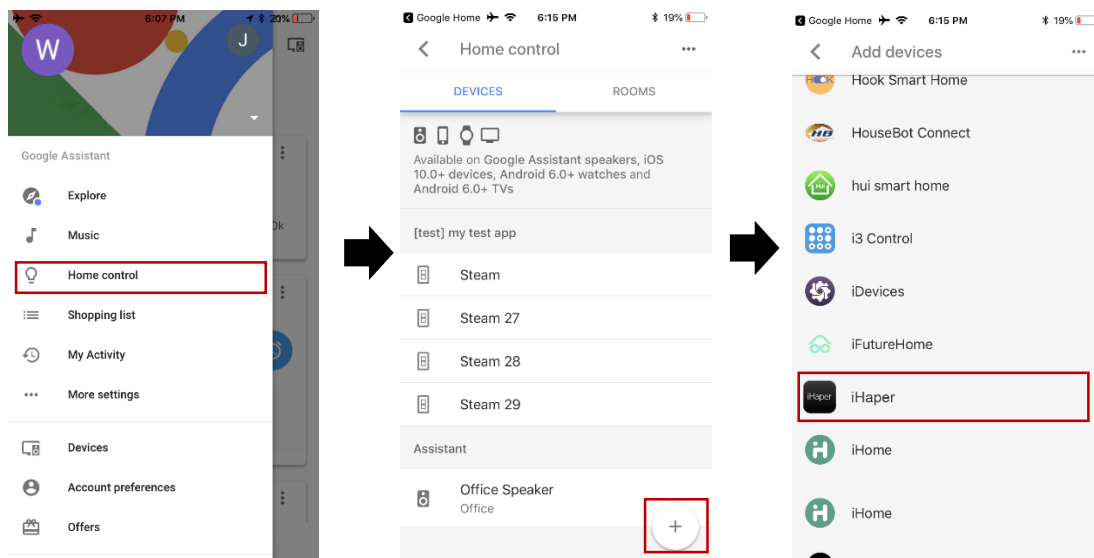 6:07 PM
20%
W
J
Google Assistant
Explore
Music
Home control
Shopping list
My Activity
More settings
Devices
Account preferences
Offers
Google Home
6:15 PM
19%
Home control
DEVICES
ROOMS
Available on Google Assistant speakers, iOS
10.0+ devices, Android 6.0+ watches and
Android 6.0+ TVs
[test] my test app
Steam
Steam 27
Steam 28
Steam 29
Assistant
Office Speaker
Office
+
Google Home
6:15 PM
19%
Add devices
HOOK
Hook Smart Home
HB
HouseBot Connect
HUI
hui smart home
i3 Control
iDevices
iFutureHome
iHaper
iHaper
iHome
iHome